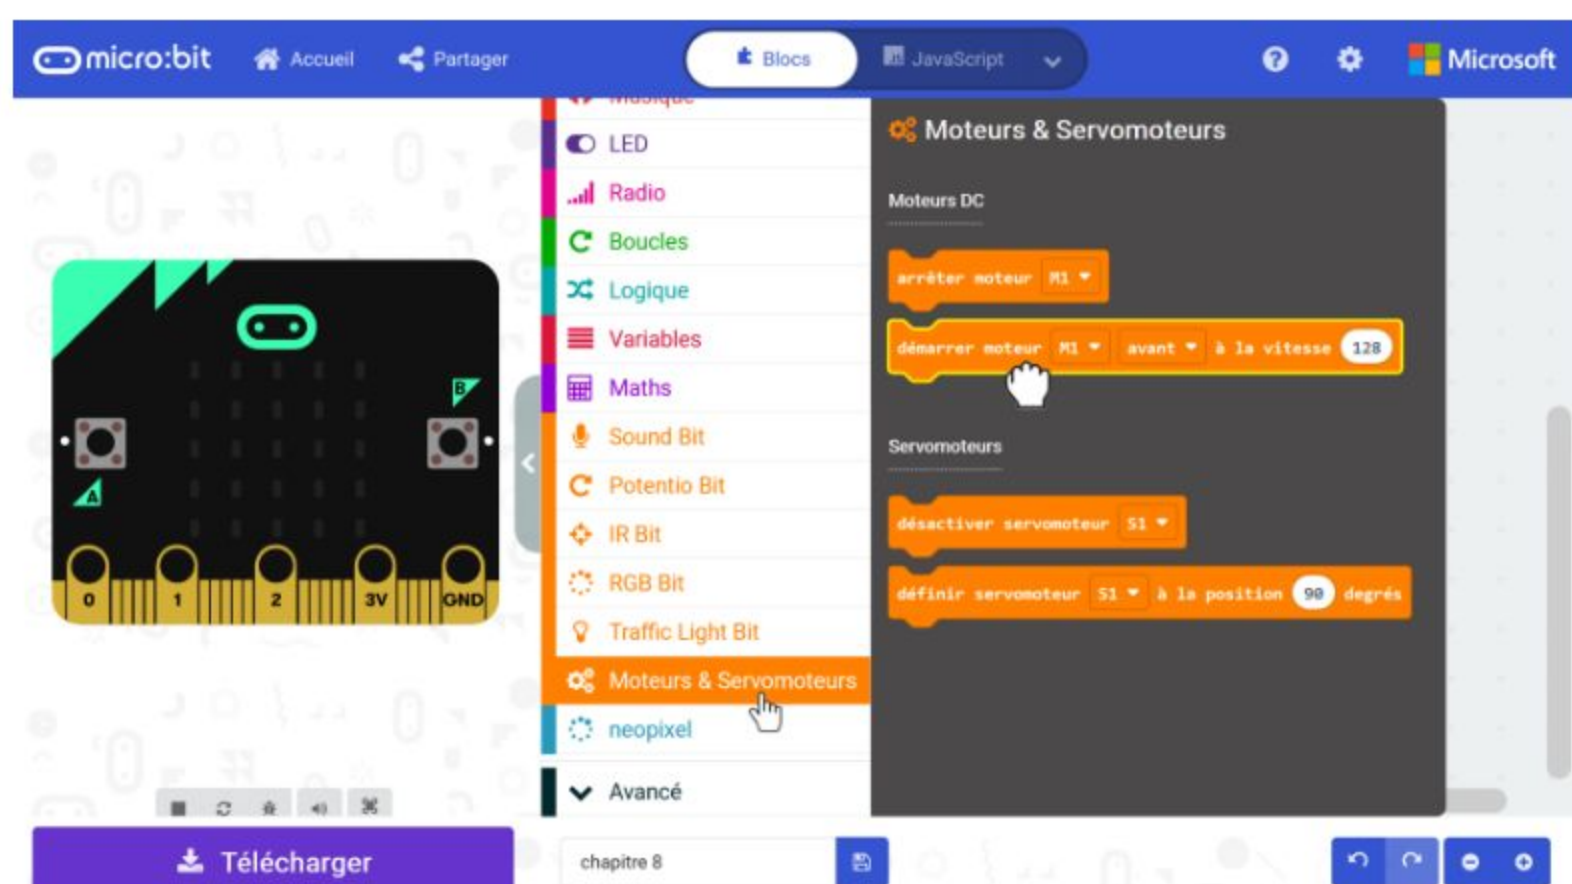 micro:bit
Accueil
Partager
Blocs
JavaScript
Microsoft
Musique
LED
Radio
Boucles
Logique
Variables
Maths
Sound Bit
Potentio Bit
IR Bit
RGB Bit
Traffic Light Bit
Moteurs & Servomoteurs
neopixel
Avancé
Moteurs & Servomoteurs
Moteurs DC
arrêter moteur M1
démarrer moteur M1 avant à la vitesse 128
Servomoteurs
désactiver servomoteur S1
définir servomoteur S1 à la position 90 degrés
B
A
0 1 2 3V GND
Télécharger
chapitre 8